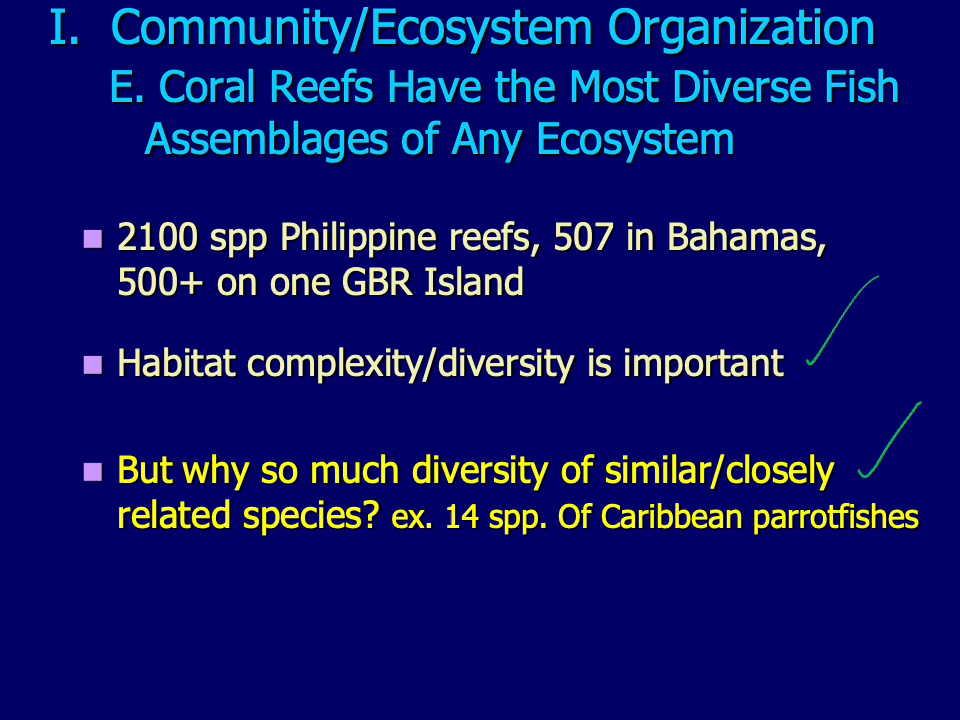 I. Community/Ecosystem Organization
E. Coral Reefs Have the Most Diverse Fish
Assemblages of Any Ecosystem
2100 spp Philippine reefs, 507 in Bahamas,
500+ on one GBR Island
Habitat complexity/diversity is important
But why so much diversity of similar/closely
related species? ex. 14 spp. Of Caribbean parrotfishes